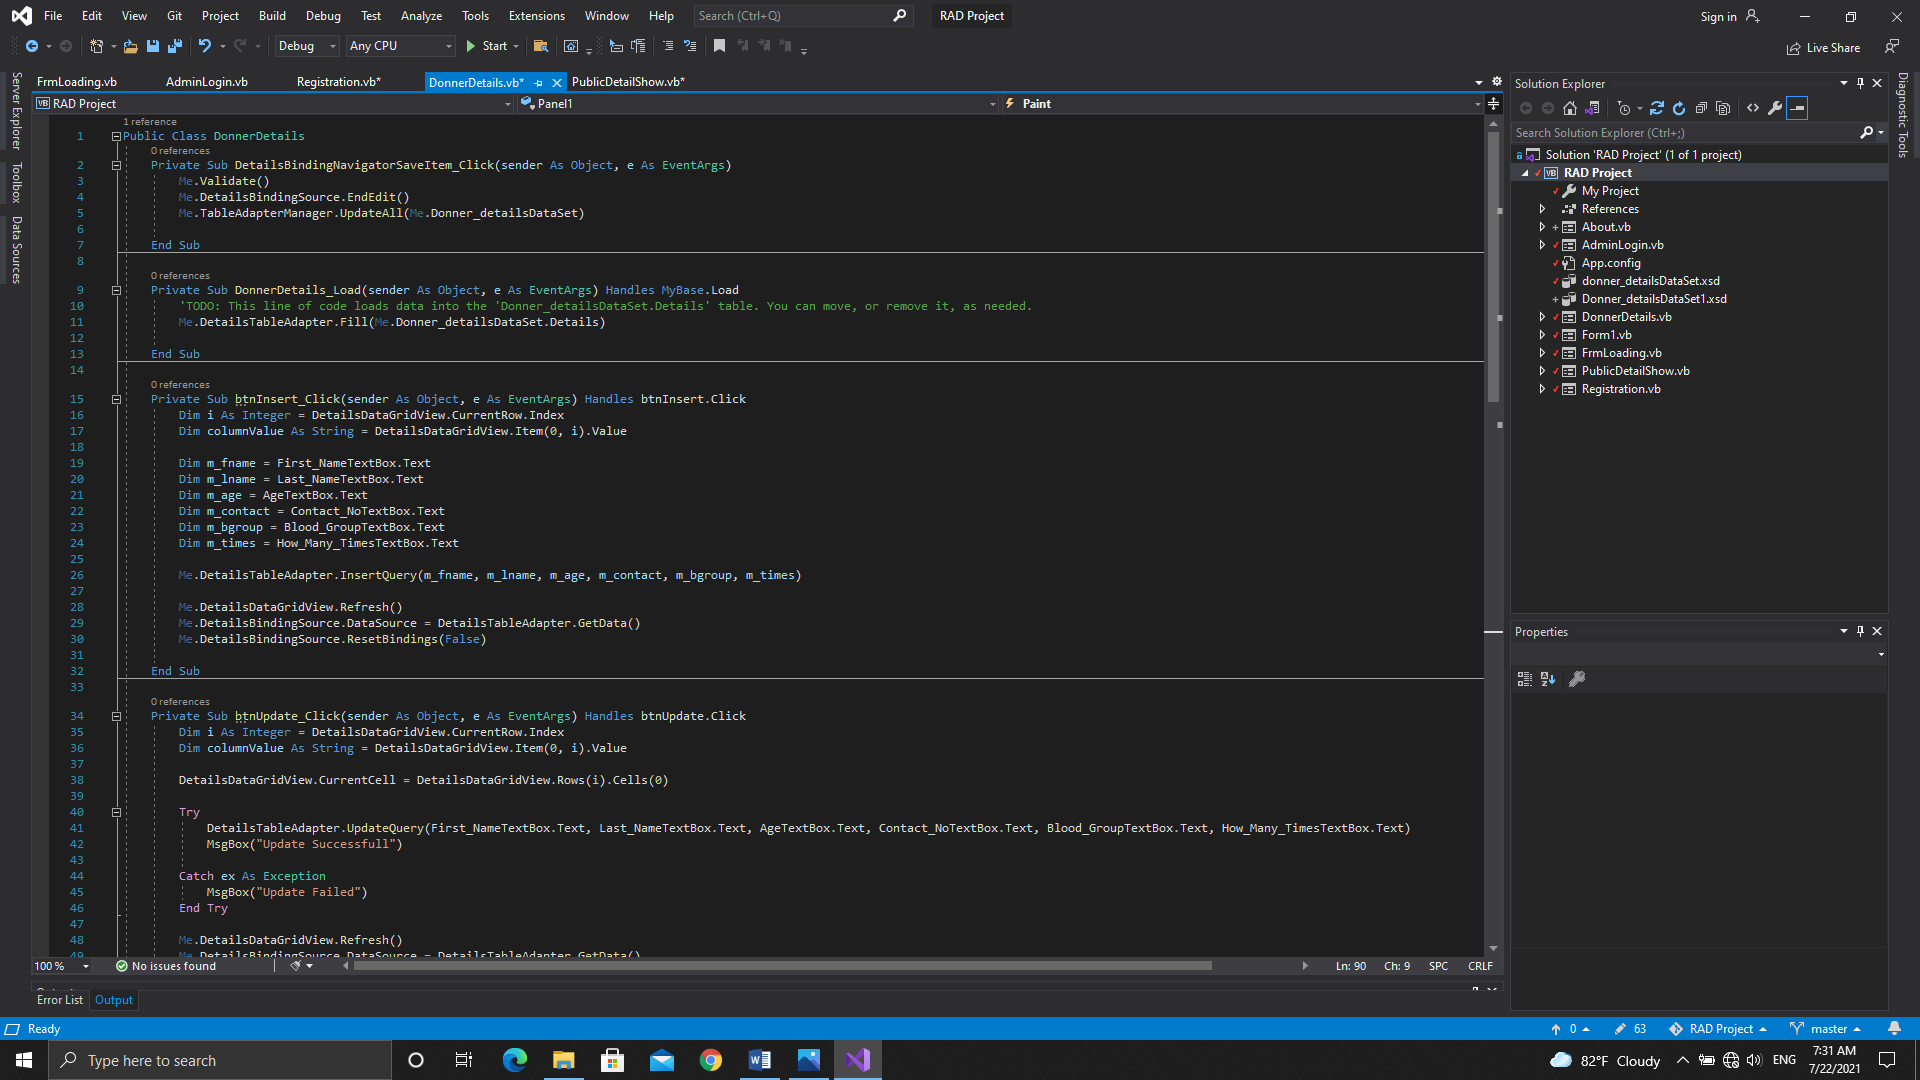 File Edit View Git Project Build Debug Test Analyze Tools Extensions Window Help Search (Ctrl+Q) RAD Project Sign in
Debug Any CPU Start Live Share
FrmLoading.vb AdminLogin.vb Registration.vb* DonnerDetails.vb* PublicDetailShow.vb*
VB RAD Project Panel1 Paint
Server Explorer
Toolbox
Data Sources
1 reference
1 Public Class DonnerDetails
0 references
2 Private Sub DetailsBindingNavigatorSaveItem_Click(sender As Object, e As EventArgs)
3 Me.Validate()
4 Me.DetailsBindingSource.EndEdit()
5 Me.TableAdapterManager.UpdateAll(Me.Donner_detailsDataSet)
6
7 End Sub
8
0 references
9 Private Sub DonnerDetails_Load(sender As Object, e As EventArgs) Handles MyBase.Load
10 'TODO: This line of code loads data into the 'Donner_detailsDataSet.Details' table. You can move, or remove it, as needed.
11 Me.DetailsTableAdapter.Fill(Me.Donner_detailsDataSet.Details)
12
13 End Sub
14
0 references
15 Private Sub btnInsert_Click(sender As Object, e As EventArgs) Handles btnInsert.Click
16 Dim i As Integer = DetailsDataGridView.CurrentRow.Index
17 Dim columnValue As String = DetailsDataGridView.Item(0, i).Value
18
19 Dim m_fname = First_NameTextBox.Text
20 Dim m_lname = Last_NameTextBox.Text
21 Dim m_age = AgeTextBox.Text
22 Dim m_contact = Contact_NoTextBox.Text
23 Dim m_bgroup = Blood_GroupTextBox.Text
24 Dim m_times = How_Many_TimesTextBox.Text
25
26 Me.DetailsTableAdapter.InsertQuery(m_fname, m_lname, m_age, m_contact, m_bgroup, m_times)
27
28 Me.DetailsDataGridView.Refresh()
29 Me.DetailsBindingSource.DataSource = DetailsTableAdapter.GetData()
30 Me.DetailsBindingSource.ResetBindings(False)
31
32 End Sub
33
0 references
34 Private Sub btnUpdate_Click(sender As Object, e As EventArgs) Handles btnUpdate.Click
35 Dim i As Integer = DetailsDataGridView.CurrentRow.Index
36 Dim columnValue As String = DetailsDataGridView.Item(0, i).Value
37
38 DetailsDataGridView.CurrentCell = DetailsDataGridView.Rows(i).Cells(0)
39
40 Try
41 DetailsTableAdapter.UpdateQuery(First_NameTextBox.Text, Last_NameTextBox.Text, AgeTextBox.Text, Contact_NoTextBox.Text, Blood_GroupTextBox.Text, How_Many_TimesTextBox.Text)
42 MsgBox("Update Successfull")
43
44 Catch ex As Exception
45 MsgBox("Update Failed")
46 End Try
47
48 Me.DetailsDataGridView.Refresh()
49 Me.DetailsBindingSource.DataSource = DetailsTableAdapter.GetData()
100 % No issues found Ln: 90 Ch: 9 SPC CRLF
Error List Output
Solution Explorer
Search Solution Explorer (Ctrl+;)
Solution 'RAD Project' (1 of 1 project)
VB RAD Project
My Project
References
About.vb
AdminLogin.vb
App.config
donner_detailsDataSet.xsd
Donner_detailsDataSet1.xsd
DonnerDetails.vb
Form1.vb
FrmLoading.vb
PublicDetailShow.vb
Registration.vb
Properties
Diagnostic Tools
Ready 0 63 RAD Project master
Type here to search 82°F Cloudy ENG 7:31 AM
7/22/2021